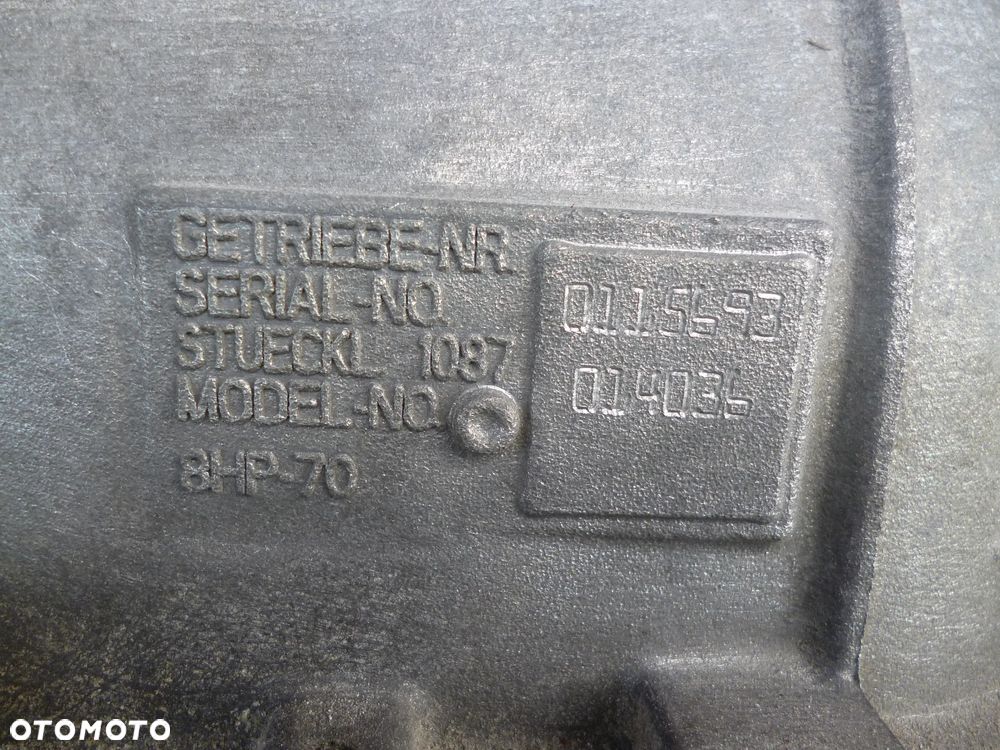 GETRIEBE-NR.
SERIAL-NO.
0115693
STUECKL. 1087
MODEL-NO.
014036
8HP-70
OTOMOTO